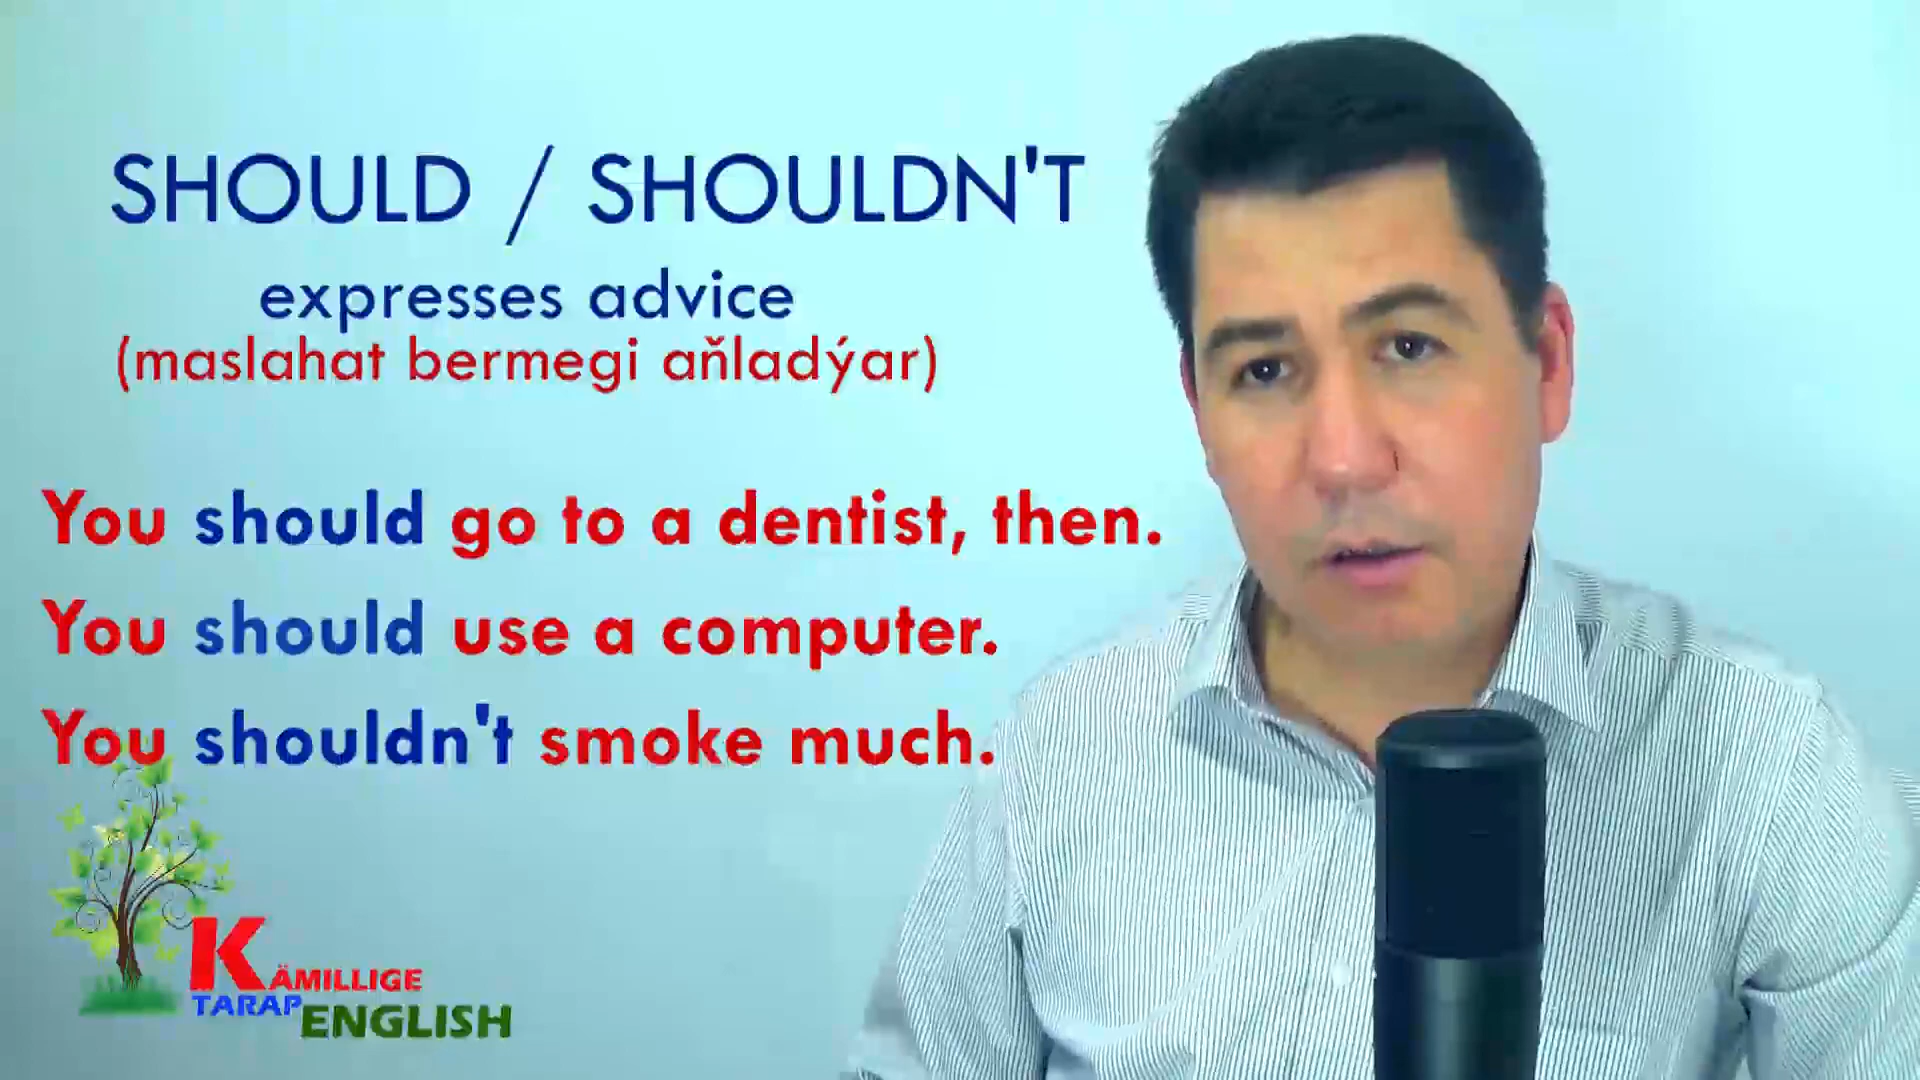 SHOULD / SHOULDN'T
expresses advice
(maslahat bermegi aňladýar)
You should go to a dentist, then.
You should use a computer.
You shouldn't smoke much.
KÄMILLIGE
TARAP
ENGLISH